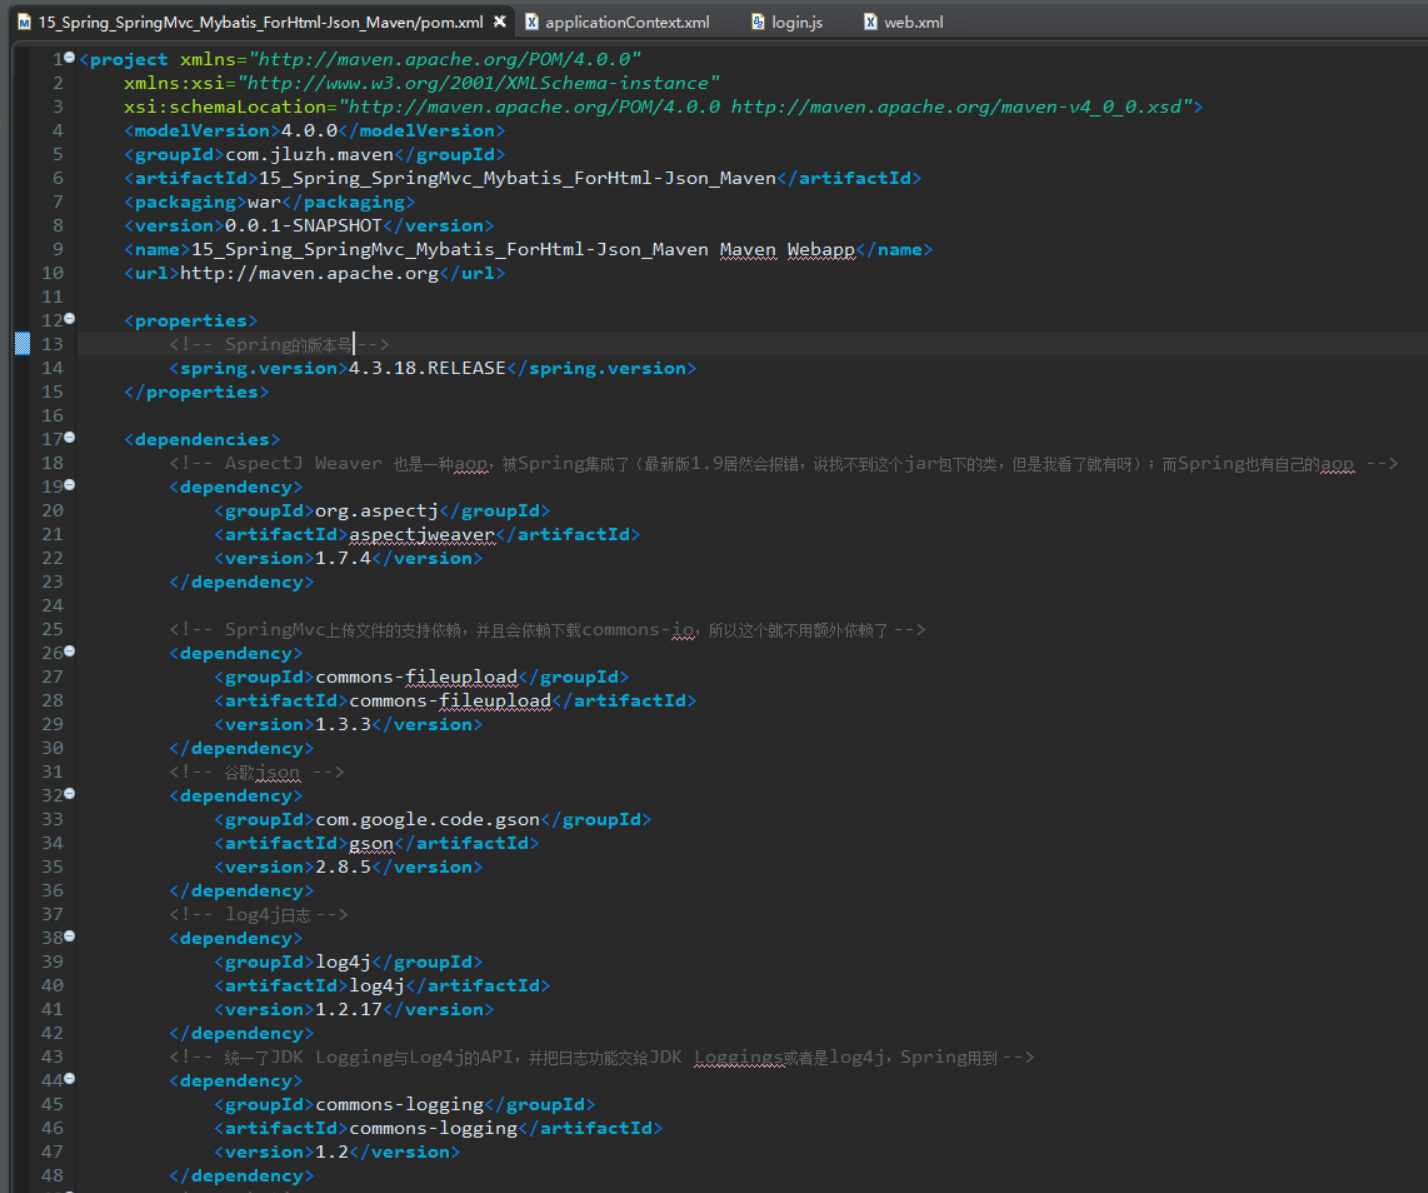 15_Spring_SpringMvc_Mybatis_ForHtml-Json_Maven/pom.xml applicationContext.xml login.js web.xml
1 <project xmlns="http://maven.apache.org/POM/4.0.0"
2 xmlns:xsi="http://www.w3.org/2001/XMLSchema-instance"
3 xsi:schemaLocation="http://maven.apache.org/POM/4.0.0 http://maven.apache.org/maven-v4_0_0.xsd">
4 <modelVersion>4.0.0</modelVersion>
5 <groupId>com.jluzh.maven</groupId>
6 <artifactId>15_Spring_SpringMvc_Mybatis_ForHtml-Json_Maven</artifactId>
7 <packaging>war</packaging>
8 <version>0.0.1-SNAPSHOT</version>
9 <name>15_Spring_SpringMvc_Mybatis_ForHtml-Json_Maven Maven Webapp</name>
10 <url>http://maven.apache.org</url>
11
12 <properties>
13 <!-- Spring的版本号 -->
14 <spring.version>4.3.18.RELEASE</spring.version>
15 </properties>
16
17 <dependencies>
18 <!-- AspectJ Weaver 也是一种aop，被Spring集成了（最新版1.9居然会报错，说找不到这个jar包下的类，但是我看了就有呀）；而Spring也有自己的aop -->
19 <dependency>
20 <groupId>org.aspectj</groupId>
21 <artifactId>aspectjweaver</artifactId>
22 <version>1.7.4</version>
23 </dependency>
24
25 <!-- SpringMvc上传文件的支持依赖，并且会依赖下载commons-io，所以这个就不用额外依赖了 -->
26 <dependency>
27 <groupId>commons-fileupload</groupId>
28 <artifactId>commons-fileupload</artifactId>
29 <version>1.3.3</version>
30 </dependency>
31 <!-- 谷歌json -->
32 <dependency>
33 <groupId>com.google.code.gson</groupId>
34 <artifactId>gson</artifactId>
35 <version>2.8.5</version>
36 </dependency>
37 <!-- log4j日志 -->
38 <dependency>
39 <groupId>log4j</groupId>
40 <artifactId>log4j</artifactId>
41 <version>1.2.17</version>
42 </dependency>
43 <!-- 统一了JDK Logging与Log4j的API，并把日志功能交给JDK Loggings或者是log4j，Spring用到 -->
44 <dependency>
45 <groupId>commons-logging</groupId>
46 <artifactId>commons-logging</artifactId>
47 <version>1.2</version>
48 </dependency>